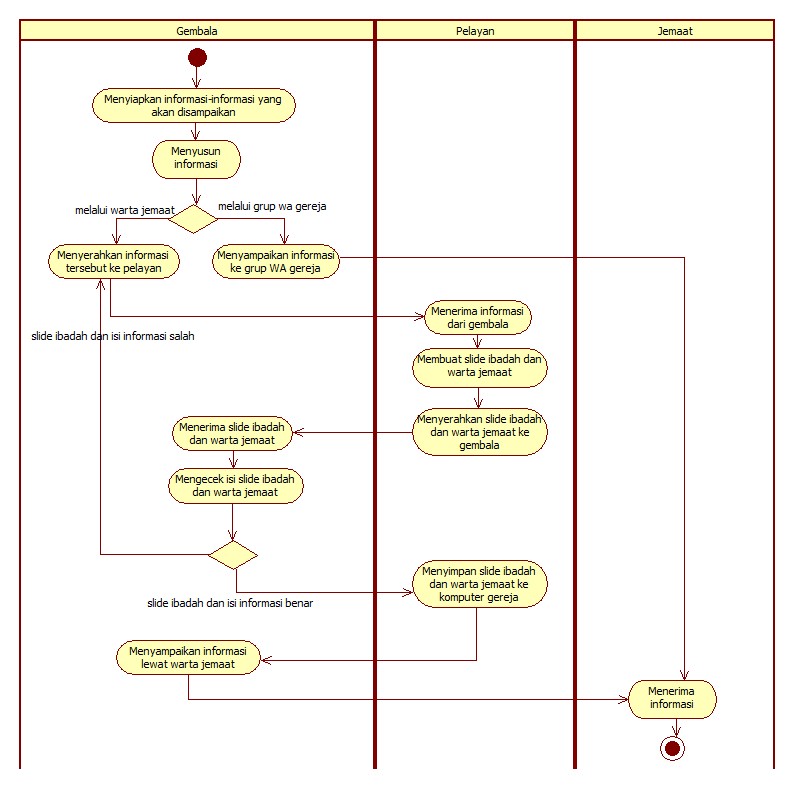 Gembala
Pelayan
Jemaat
Menyiapkan informasi-informasi yang
akan disampaikan
Menyusun
informasi
melalui warta jemaat
melalui grup wa gereja
Menyerahkan informasi
tersebut ke pelayan
Menyampaikan informasi
ke grup WA gereja
Menerima informasi
dari gembala
slide ibadah dan isi informasi salah
Membuat slide ibadah dan
warta jemaat
Menyerahkan slide ibadah
dan warta jemaat ke
gembala
Menerima slide ibadah
dan warta jemaat
Mengecek isi slide ibadah
dan warta jemaat
Menyimpan slide ibadah
dan warta jemaat ke
komputer gereja
slide ibadah dan isi informasi benar
Menyampaikan informasi
lewat warta jemaat
Menerima
informasi